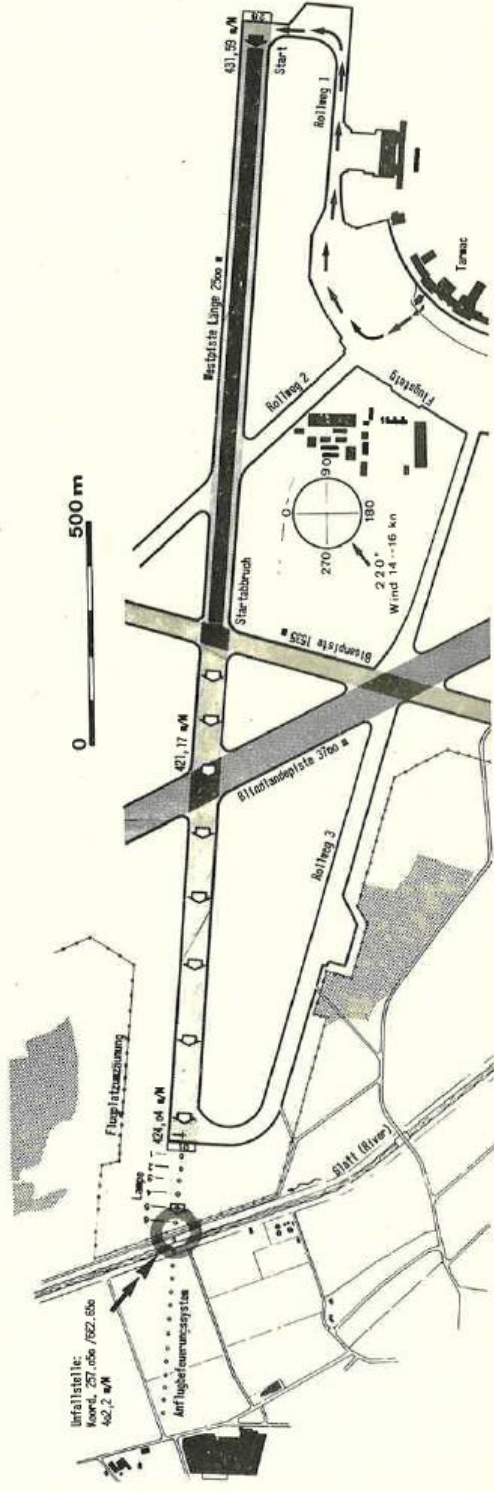 Unfallstelle:
Koord. 257.050 /682.650
402,2 m/N
Anflugbefeuerungssystem
Lampe
Flugplatzumzäunung
Glatt (River)
424,04 m/N
Rollweg 3
421,17 m/N
Blindlandepiste 3700 m
Bisenpiste 1535 m
0
500 m
Startabbruch
Westpiste Länge 2500 m
Rollweg 2
Flugsteig
0
90
180
270
220°
Wind 14-16 kn
431,59 m/N
Start
28
Rollweg 1
Tarmac